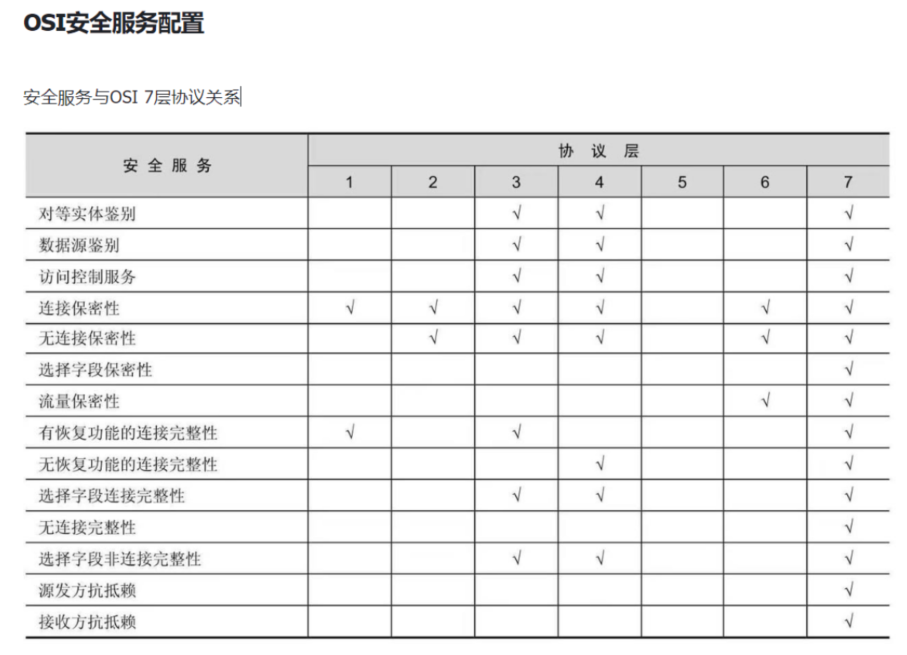 OSI安全服务配置
安全服务与OSI 7层协议关系
安全服务 协议层
1 2 3 4 5 6 7
对等实体鉴别 √ √ √
数据源鉴别 √ √ √
访问控制服务 √ √ √
连接保密性 √ √ √ √ √ √
无连接保密性 √ √ √ √ √
选择字段保密性 √
流量保密性 √ √
有恢复功能的连接完整性 √ √ √
无恢复功能的连接完整性 √ √
选择字段连接完整性 √ √ √
无连接完整性 √
选择字段非连接完整性 √ √ √
源发方抗抵赖 √
接收方抗抵赖 √